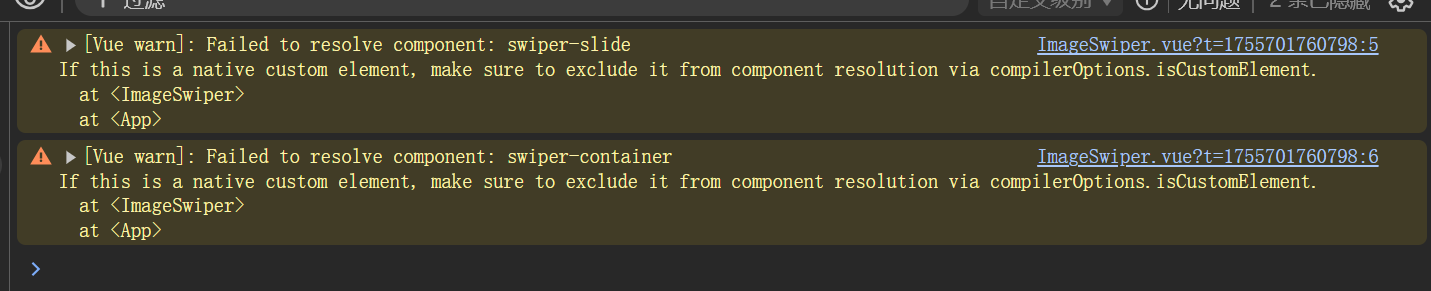 过滤
自定义级别
无问题
2 条已隐藏
[Vue warn]: Failed to resolve component: swiper-slide
ImageSwiper.vue?t=1755701760798:5
If this is a native custom element, make sure to exclude it from component resolution via compilerOptions.isCustomElement.
at <ImageSwiper>
at <App>
[Vue warn]: Failed to resolve component: swiper-container
ImageSwiper.vue?t=1755701760798:6
If this is a native custom element, make sure to exclude it from component resolution via compilerOptions.isCustomElement.
at <ImageSwiper>
at <App>